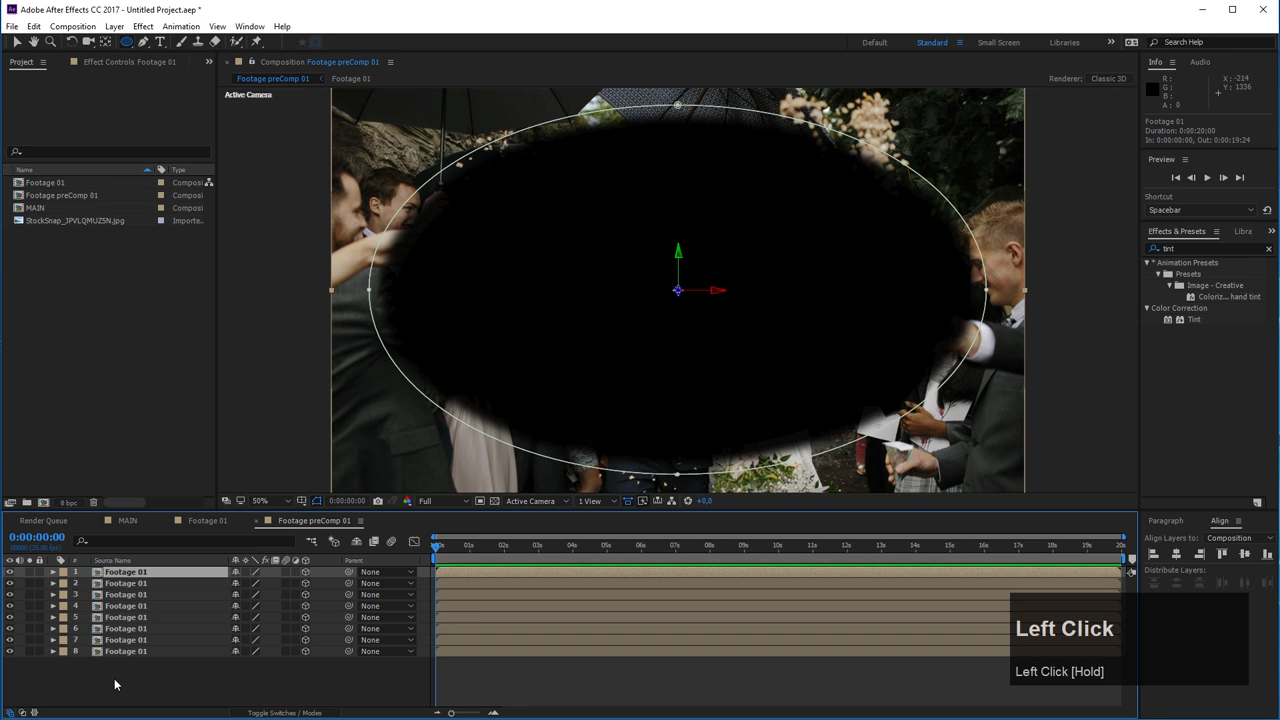 Adobe After Effects CC 2017 - Untitled Project.aep *
File Edit Composition Layer Effect Animation View Window Help
Default Standard Small Screen Libraries Search Help
Project Effect Controls Footage 01
Composition Footage preComp 01
Info Audio
Footage preComp 01 Footage 01 Renderer: Classic 3D
Active Camera
R :
G :
B :
A : 0
X : -214
Y : 1336
Footage 01
Duration: 0:00:20:00
In: 0:00:00:00, Out: 0:00:19:24
Preview
Shortcut
Spacebar
Effects & Presets Libra
tint
* Animation Presets
Presets
Image - Creative
Coloriz... hand tint
Color Correction
Tint
Name Type
Footage 01 Composi
Footage preComp 01 Composi
MAIN Composi
StockSnap_JPVLQMUZ5N.jpg Importe...
8 bpc
50% 0:00:00:00 Full Active Camera 1 View +0,0
Render Queue MAIN Footage 01 Footage preComp 01
0:00:00:00
00000 (25.00 fps)
# Source Name Parent
01s 02s 03s 04s 05s 06s 07s 08s 09s 10s 11s 12s 13s 14s 15s 16s 17s 18s 19s 20s
1 Footage 01 None
2 Footage 01 None
3 Footage 01 None
4 Footage 01 None
5 Footage 01 None
6 Footage 01 None
7 Footage 01 None
8 Footage 01 None
Toggle Switches / Modes
Paragraph Align
Align Layers to: Composition
Distribute Layers:
Left Click
Left Click [Hold]